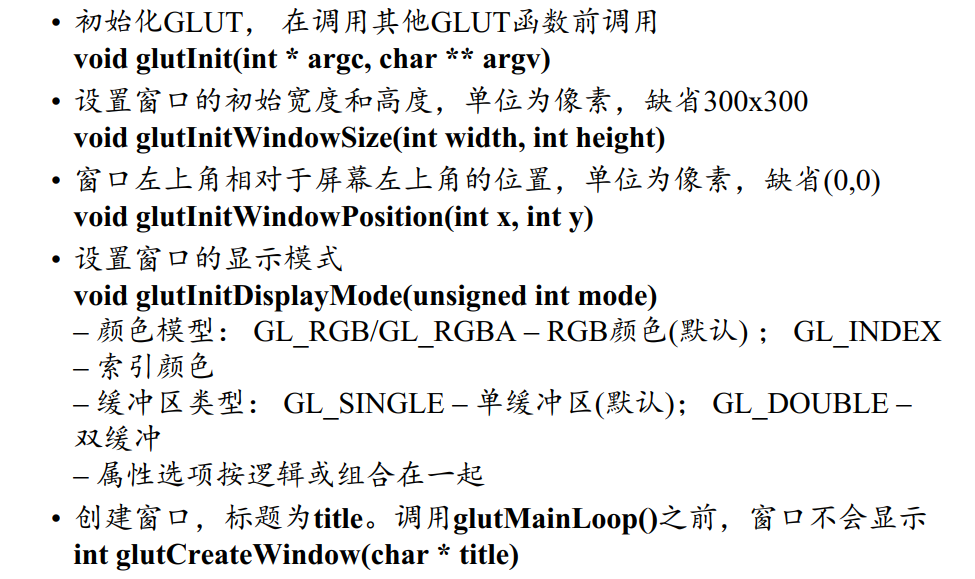 • 初始化GLUT， 在调用其他GLUT函数前调用
void glutInit(int * argc, char ** argv)
• 设置窗口的初始宽度和高度，单位为像素，缺省300x300
void glutInitWindowSize(int width, int height)
• 窗口左上角相对于屏幕左上角的位置，单位为像素，缺省(0,0)
void glutInitWindowPosition(int x, int y)
• 设置窗口的显示模式
void glutInitDisplayMode(unsigned int mode)
– 颜色模型： GL_RGB/GL_RGBA – RGB颜色(默认) ； GL_INDEX
– 索引颜色
– 缓冲区类型： GL_SINGLE – 单缓冲区(默认)； GL_DOUBLE –
双缓冲
– 属性选项按逻辑或组合在一起
• 创建窗口，标题为title。调用glutMainLoop()之前，窗口不会显示
int glutCreateWindow(char * title)